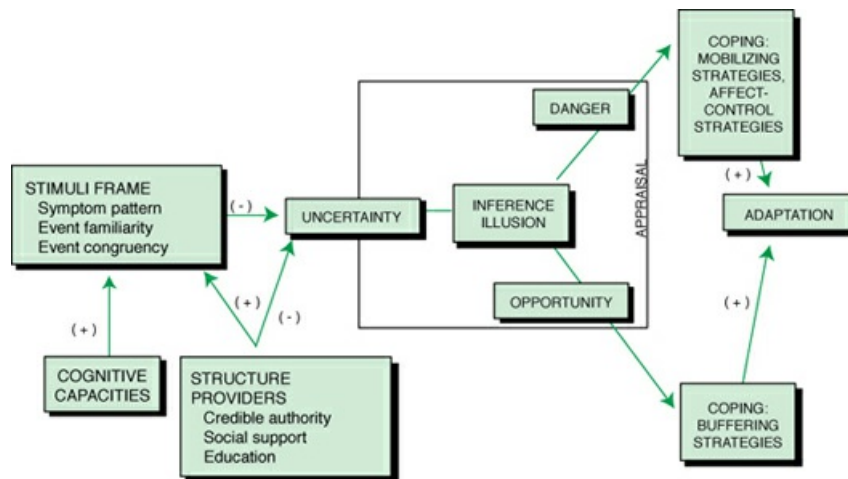 COPING:
MOBILIZING
STRATEGIES,
AFFECT-
CONTROL
STRATEGIES
DANGER
APPRAISAL
STIMULI FRAME
Symptom pattern
Event familiarity
Event congruency
(-)
UNCERTAINTY
INFERENCE
ILLUSION
(+)
ADAPTATION
OPPORTUNITY
(+)
(-)
(+)
(+)
COGNITIVE
CAPACITIES
STRUCTURE
PROVIDERS
Credible authority
Social support
Education
COPING:
BUFFERING
STRATEGIES